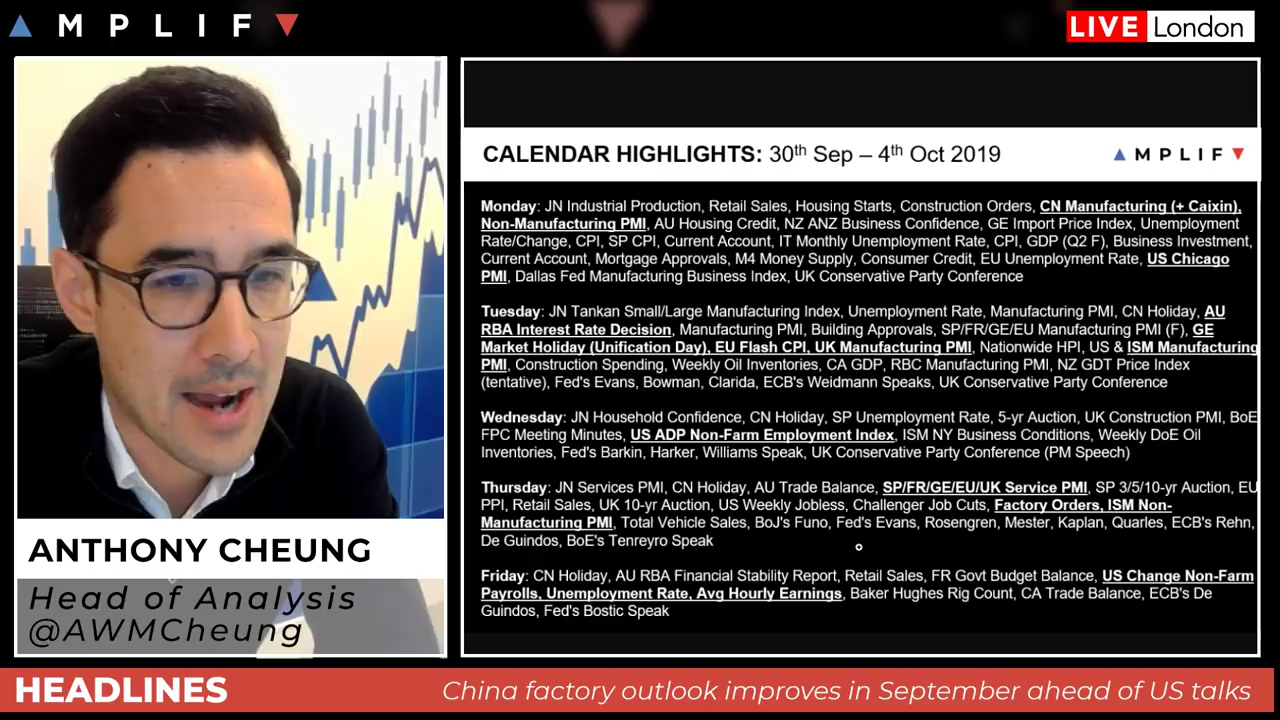 MPLIF
LIVE London
CALENDAR HIGHLIGHTS: 30th Sep – 4th Oct 2019
MPLIF
Monday: JN Industrial Production, Retail Sales, Housing Starts, Construction Orders, CN Manufacturing (+ Caixin),
Non-Manufacturing PMI, AU Housing Credit, NZ ANZ Business Confidence, GE Import Price Index, Unemployment
Rate/Change, CPI, SP CPI, Current Account, IT Monthly Unemployment Rate, CPI, GDP (Q2 F), Business Investment,
Current Account, Mortgage Approvals, M4 Money Supply, Consumer Credit, EU Unemployment Rate, US Chicago
PMI, Dallas Fed Manufacturing Business Index, UK Conservative Party Conference
Tuesday: JN Tankan Small/Large Manufacturing Index, Unemployment Rate, Manufacturing PMI, CN Holiday, AU
RBA Interest Rate Decision, Manufacturing PMI, Building Approvals, SP/FR/GE/EU Manufacturing PMI (F), GE
Market Holiday (Unification Day), EU Flash CPI, UK Manufacturing PMI, Nationwide HPI, US & ISM Manufacturing
PMI, Construction Spending, Weekly Oil Inventories, CA GDP, RBC Manufacturing PMI, NZ GDT Price Index
(tentative), Fed's Evans, Bowman, Clarida, ECB's Weidmann Speaks, UK Conservative Party Conference
Wednesday: JN Household Confidence, CN Holiday, SP Unemployment Rate, 5-yr Auction, UK Construction PMI, BoE
FPC Meeting Minutes, US ADP Non-Farm Employment Index, ISM NY Business Conditions, Weekly DoE Oil
Inventories, Fed's Barkin, Harker, Williams Speak, UK Conservative Party Conference (PM Speech)
Thursday: JN Services PMI, CN Holiday, AU Trade Balance, SP/FR/GE/EU/UK Service PMI, SP 3/5/10-yr Auction, EU
PPI, Retail Sales, UK 10-yr Auction, US Weekly Jobless, Challenger Job Cuts, Factory Orders, ISM Non-
Manufacturing PMI, Total Vehicle Sales, BoJ's Funo, Fed's Evans, Rosengren, Mester, Kaplan, Quarles, ECB's Rehn,
De Guindos, BoE's Tenreyro Speak
Friday: CN Holiday, AU RBA Financial Stability Report, Retail Sales, FR Govt Budget Balance, US Change Non-Farm
Payrolls, Unemployment Rate, Avg Hourly Earnings, Baker Hughes Rig Count, CA Trade Balance, ECB's De
Guindos, Fed's Bostic Speak
ANTHONY CHEUNG
Head of Analysis
@AWMCheung
HEADLINES China factory outlook improves in September ahead of US talks